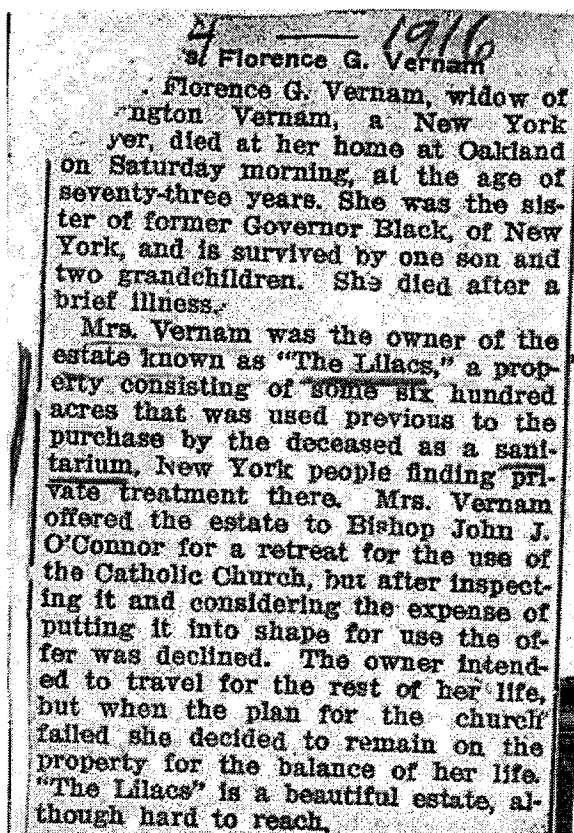 4 — 1916
s. Florence G. Vernam
. Florence G. Vernam, widow of
ngton Vernam, a New York
yer, died at her home at Oakland
on Saturday morning, at the age of
seventy-three years. She was the sis-
ter of former Governor Black, of New
York, and is survived by one son and
two grandchildren. She died after a
brief illness.
Mrs. Vernam was the owner of the
estate known as "The Lilacs," a prop-
erty consisting of some six hundred
acres that was used previous to the
purchase by the deceased as a sani-
tarium, New York people finding pri-
vate treatment there. Mrs. Vernam
offered the estate to Bishop John J.
O'Connor for a retreat for the use of
the Catholic Church, but after inspect-
ing it and considering the expense of
putting it into shape for use the of-
fer was declined. The owner intend-
ed to travel for the rest of her life,
but when the plan for the church
failed she decided to remain on the
property for the balance of her life.
"The Lilacs" is a beautiful estate, al-
though hard to reach.